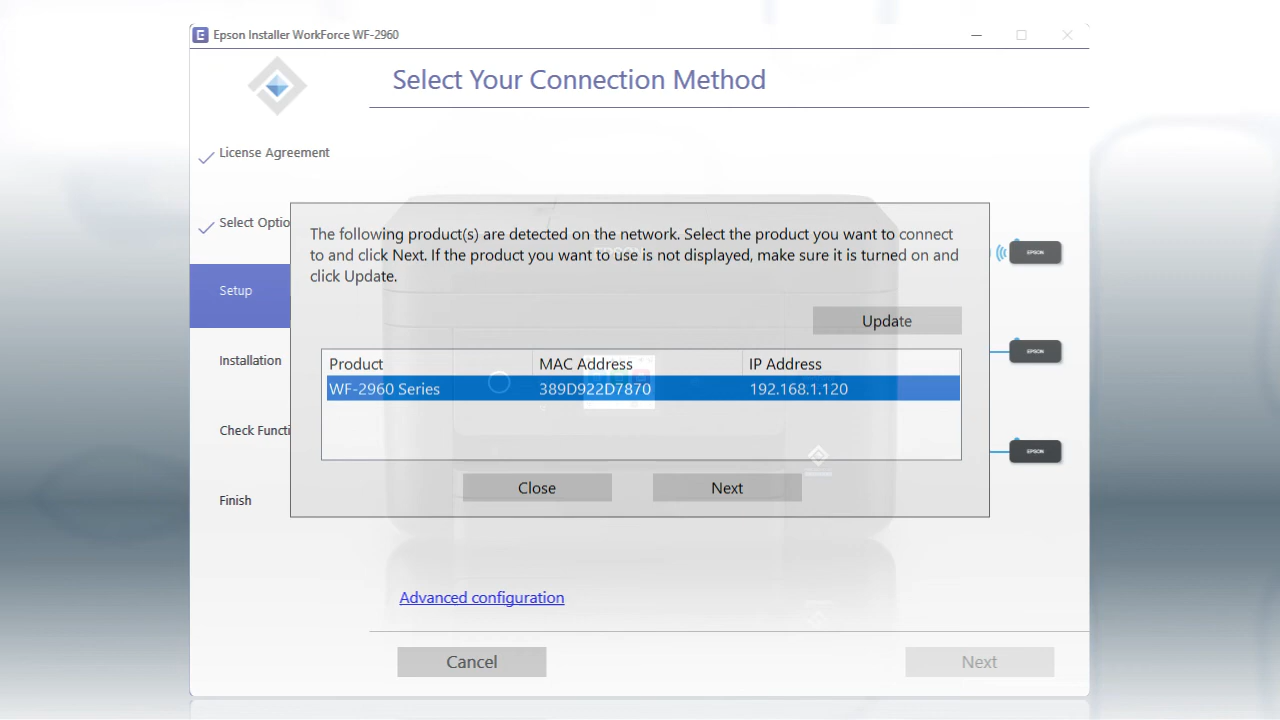 Epson Installer WorkForce WF-2960
Select Your Connection Method
License Agreement
Select Optio
Setup
Installation
Check Functi
Finish
The following product(s) are detected on the network. Select the product you want to connect
to and click Next. If the product you want to use is not displayed, make sure it is turned on and
click Update.
Update
Product MAC Address IP Address
WF-2960 Series 389D922D7870 192.168.1.120
Close Next
EPSON
EPSON
EPSON
EPSON
Advanced configuration
Cancel Next